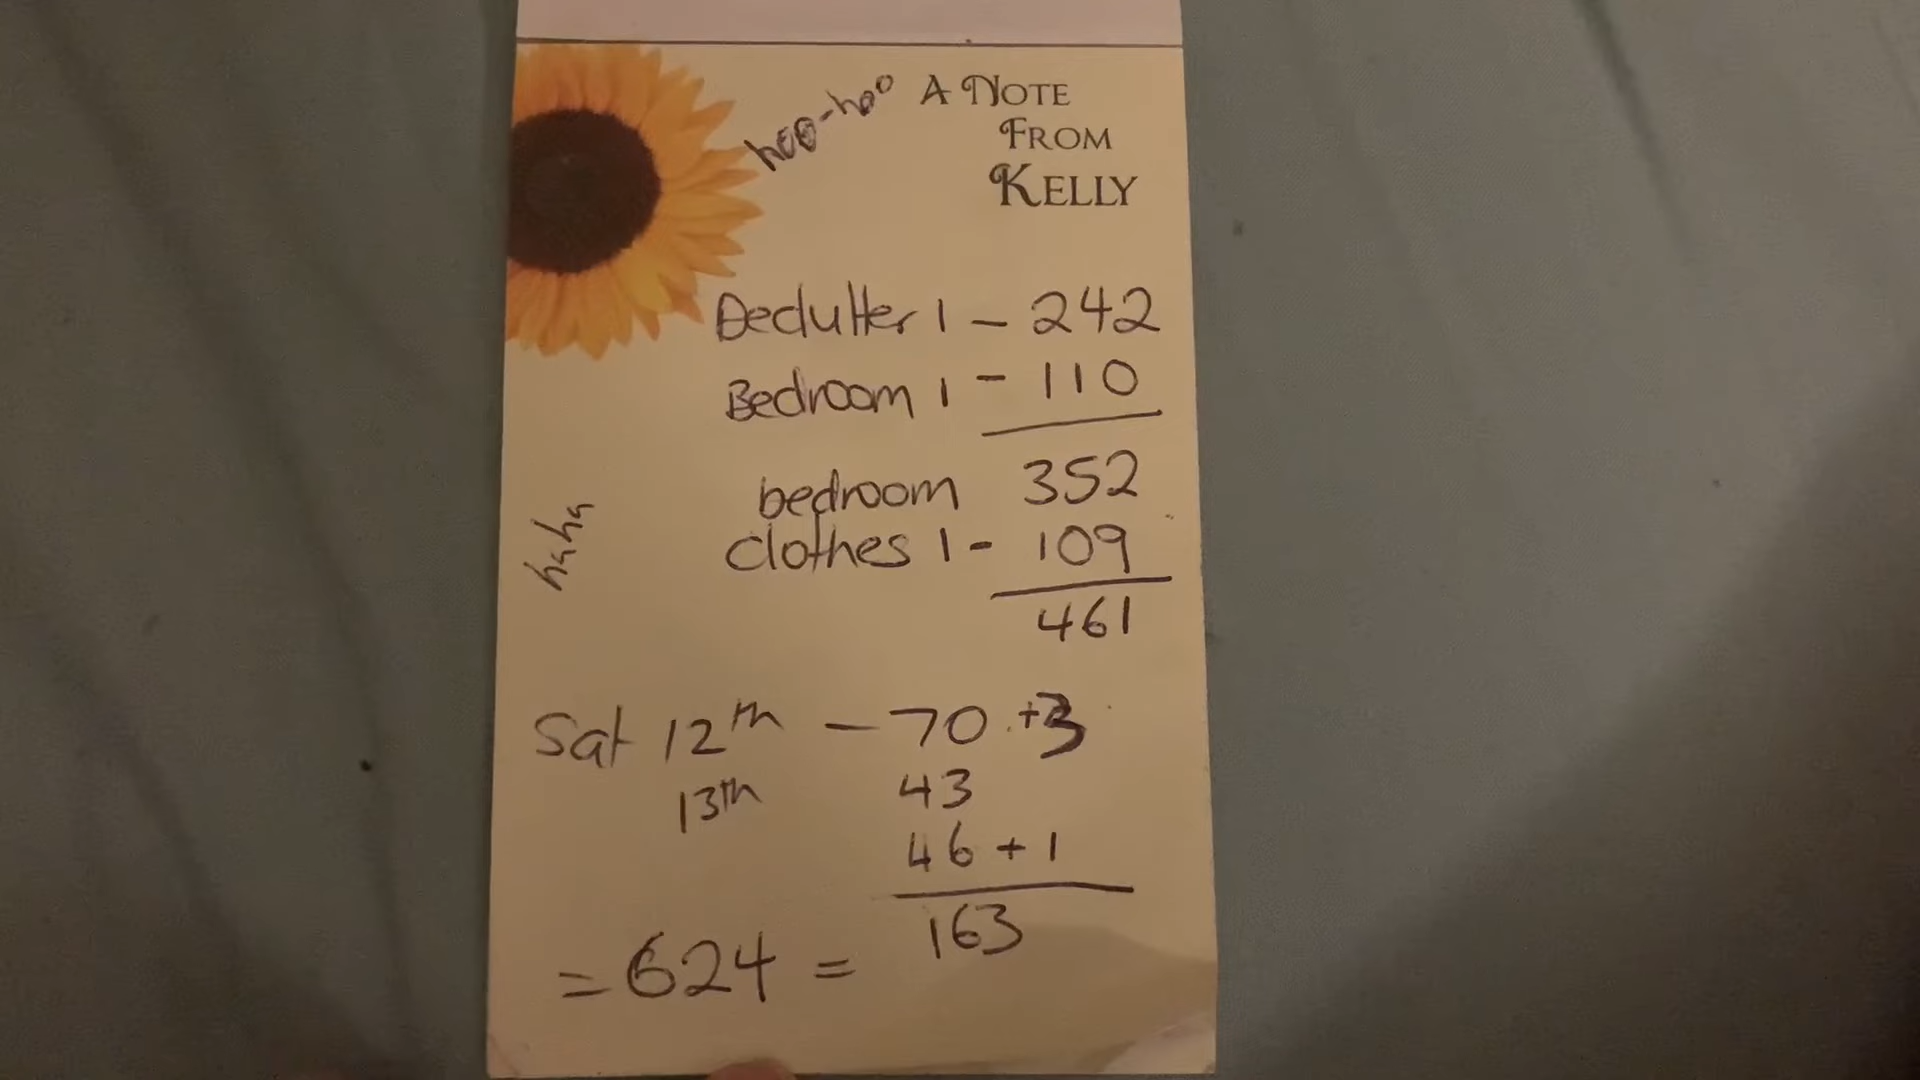 hoo-hoo
A NOTE
FROM
KELLY
Declutter 1 - 242
Bedroom 1 - 110
352
bedroom
clothes 1 - 109
461
haha
Sat 12th - 70 +3
13th 43
46 + 1
163
= 624 =